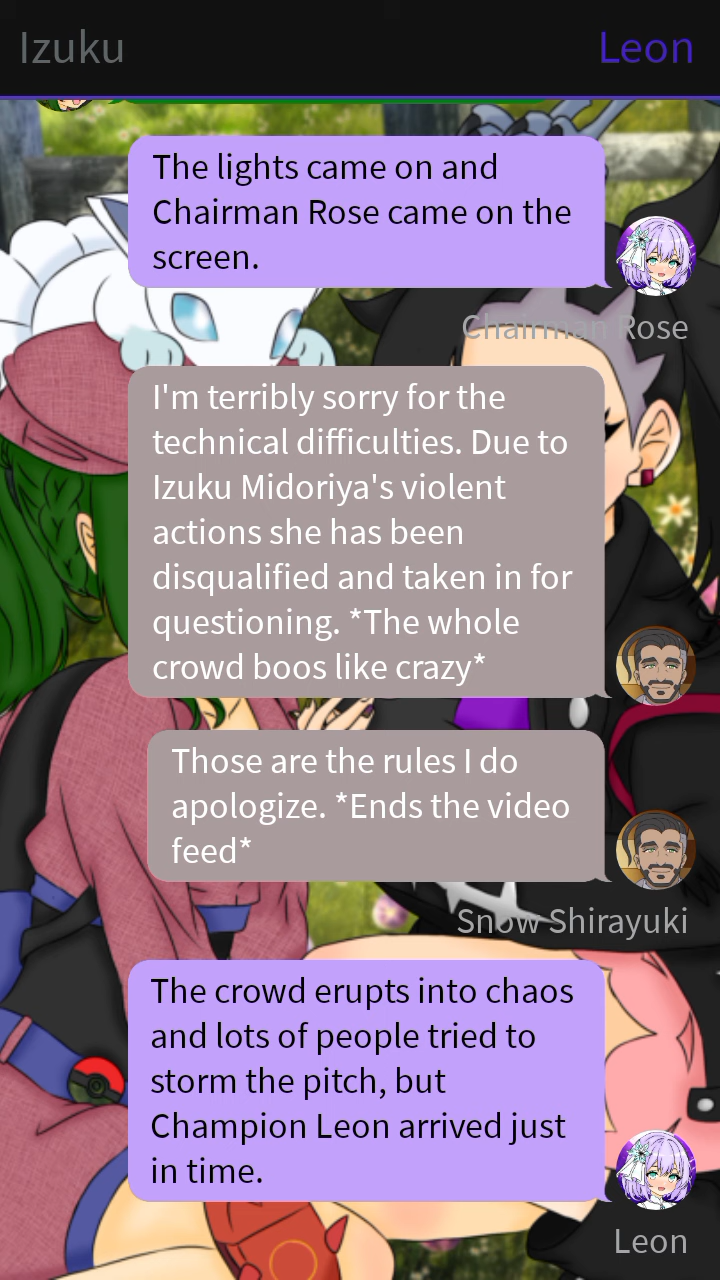 Izuku
Leon
The lights came on and
Chairman Rose came on the
screen.
Chairman Rose
I'm terribly sorry for the
technical difficulties. Due to
Izuku Midoriya's violent
actions she has been
disqualified and taken in for
questioning. *The whole
crowd boos like crazy*
Those are the rules I do
apologize. *Ends the video
feed*
Snow Shirayuki
The crowd erupts into chaos
and lots of people tried to
storm the pitch, but
Champion Leon arrived just
in time.
Leon